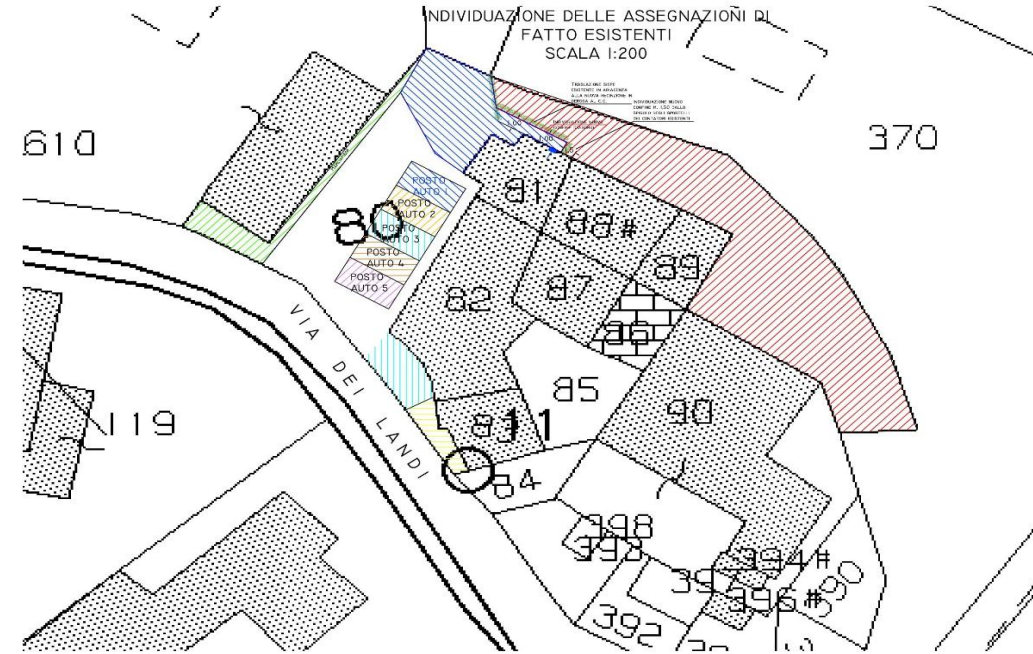 INDIVIDUAZIONE DELLE ASSEGNAZIONI DI
FATTO ESISTENTI
SCALA 1:200
610
370
POSTO
AUTO 1
POSTO
AUTO 2
80
POSTO
AUTO 3
POSTO
AUTO 4
POSTO
AUTO 5
81
88#
89
82
87
86
VIA DEI LANDI
85
90
83
11
119
84
398
393
394#
397
396#
390
392